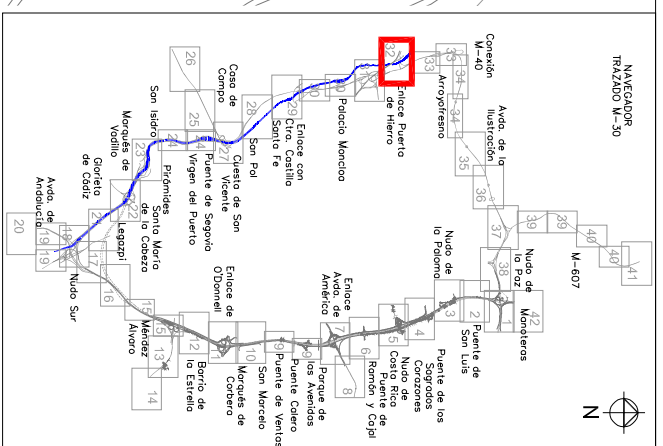 NAVEGADOR
TRAZADO M-30
Conexión
M-40
Arroyofresno
Avda. de la
Ilustración
M-607
Nudo de
la Paz
Manoteras
Enlace Puerta
de Hierro
Palacio Moncloa
Enlace con
Ctra. Castilla
Santa Fe
San Pol
Casa de
Campo
Cuesta de San
Vicente
Puente de Segovia
Virgen del Puerto
San Isidro
Pirámides
Marqués de
Vadillo
Santa María
de la Cabeza
Glorieta
de Cádiz
Legazpi
Avda. de
Andalucía
Nudo Sur
Méndez
Álvaro
Barrio de
la Estrella
Enlace de
O'Donnell
Marqués de
Corbera
San Marcelo
Puente de Ventas
Puente Calero
Parque de
las Avenidas
Enlace
Avda. de
América
Ramón y Cajal
Puente de
Costa Rica
Nudo de
Sagrados
Corazones
Puente de los
Nudo de
la Paloma
Puente de
San Luis
N
1
2
3
4
5
6
7
8
9
10
11
12
13
14
15
15
16
17
18
19
19
20
21
22
23
24
24
25
26
27
28
29
30
32
33
33
34
34
35
36
37
38
39
39
40
40
41
42